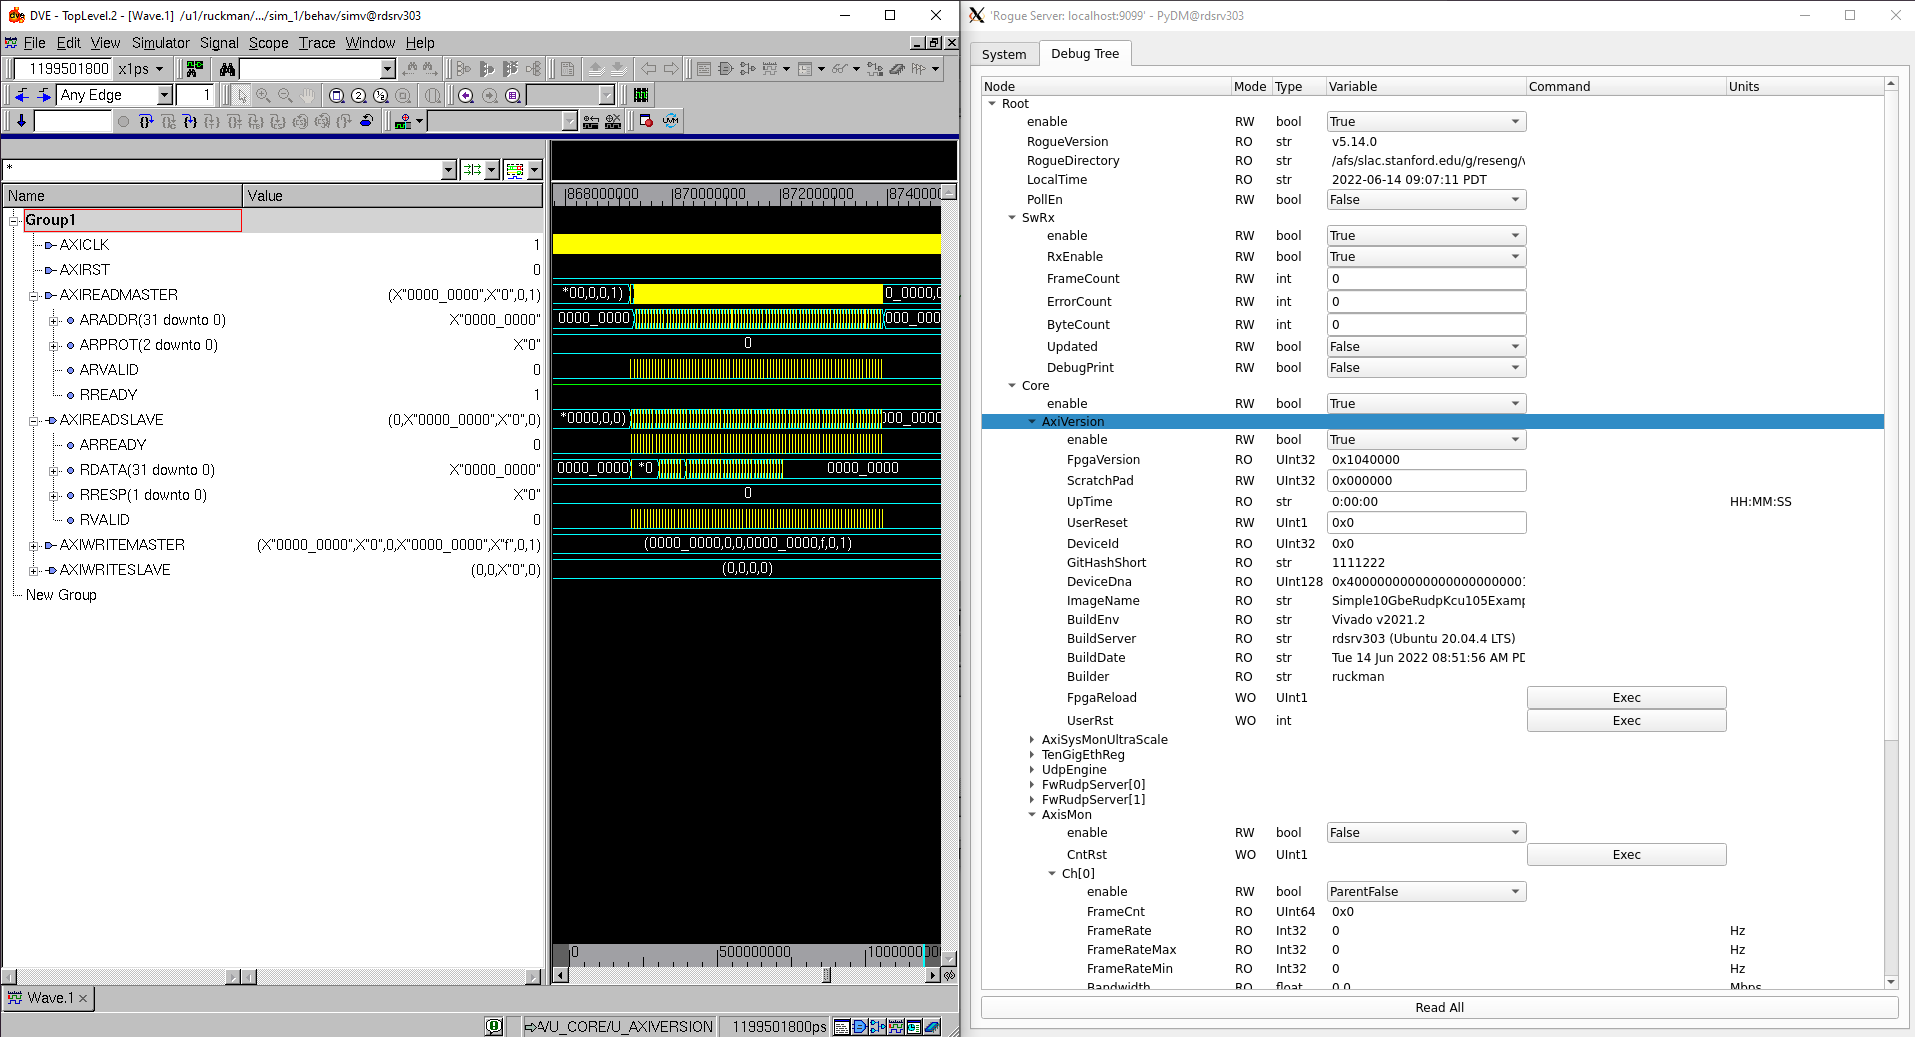 DVE - TopLevel.2 - [Wave.1]  /u1/ruckman/.../sim_1/behav/simv@rdsrv303
File Edit View Simulator Signal Scope Trace Window Help
1199501800 x1ps
Any Edge 1
*
Name Value
868000000 870000000 872000000 8740000
Group1
AXICLK 1
AXIRST 0
AXIREADMASTER (X"0000_0000",X"0",0,1) *00,0,0,1) 0_0000,0
ARADDR(31 downto 0) X"0000_0000" 0000_0000 000_000
ARPROT(2 downto 0) X"0" 0
ARVALID 0
RREADY 1
AXIREADSLAVE (0,X"0000_0000",X"0",0) *0000,0,0) 000_0000
ARREADY 0
RDATA(31 downto 0) X"0000_0000" 0000_0000 *0 0000_0000
RRESP(1 downto 0) X"0" 0
RVALID 0
AXIWRITEMASTER (X"0000_0000",X"0",0,X"0000_0000",X"f",0,1) (0000_0000,0,0,0000_0000,f,0,1)
AXIWRITESLAVE (0,0,X"0",0) (0,0,0,0)
New Group
0 500000000 1000000000
Wave.1
A/U_CORE/U_AXIVERSION 1199501800ps
'Rogue Server: localhost:9099' - PyDM@rdsrv303
System Debug Tree
Node Mode Type Variable Command Units
Root
enable RW bool True
RogueVersion RO str v5.14.0
RogueDirectory RO str /afs/slac.stanford.edu/g/reseng/v
LocalTime RO str 2022-06-14 09:07:11 PDT
PollEn RW bool False
SwRx
enable RW bool True
RxEnable RW bool True
FrameCount RW int 0
ErrorCount RW int 0
ByteCount RW int 0
Updated RW bool False
DebugPrint RW bool False
Core
enable RW bool True
AxiVersion
enable RW bool True
FpgaVersion RO UInt32 0x1040000
ScratchPad RW UInt32 0x000000
UpTime RO str 0:00:00 HH:MM:SS
UserReset RW UInt1 0x0
DeviceId RO UInt32 0x0
GitHashShort RO str 1111222
DeviceDna RO UInt128
ImageName RO str Simple10GbeRudpKcu105Examp
BuildEnv RO str Vivado v2021.2
BuildServer RO str rdsrv303 (Ubuntu 20.04.4 LTS)
BuildDate RO str Tue 14 Jun 2022 08:51:56 AM PD
Builder RO str ruckman
FpgaReload WO UInt1 Exec
UserRst WO int Exec
AxiSysMonUltraScale
TenGigEthReg
UdpEngine
FwRudpServer[0]
FwRudpServer[1]
AxisMon
enable RW bool False
CntRst WO UInt1 Exec
Ch[0]
enable RW bool ParentFalse
FrameCnt RO UInt64 0x0
FrameRate RO Int32 0 Hz
FrameRateMax RO Int32 0 Hz
FrameRateMin RO Int32 0 Hz
Bandwidth RO float 0.0 Mbps
Read All